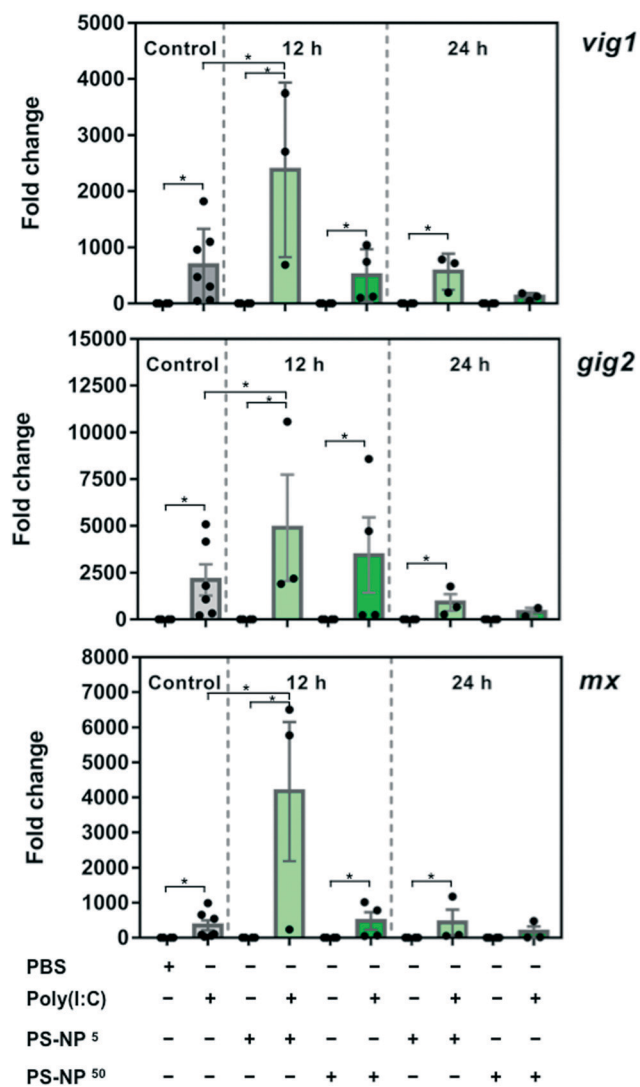 vig1
Control 12 h 24 h
Fold change
5000
4000
3000
2000
1000
0
* * * * *
gig2
Control 12 h 24 h
Fold change
15000
12500
10000
7500
5000
2500
0
* * * * *
mx
Control 12 h 24 h
Fold change
8000
7000
6000
5000
4000
3000
2000
1000
0
* * * * *
PBS + − − − − − − − − −
Poly(I:C) − + − + − + − + − +
PS-NP 5 − − + + − − + + − −
PS-NP 50 − − − − + + − − + +